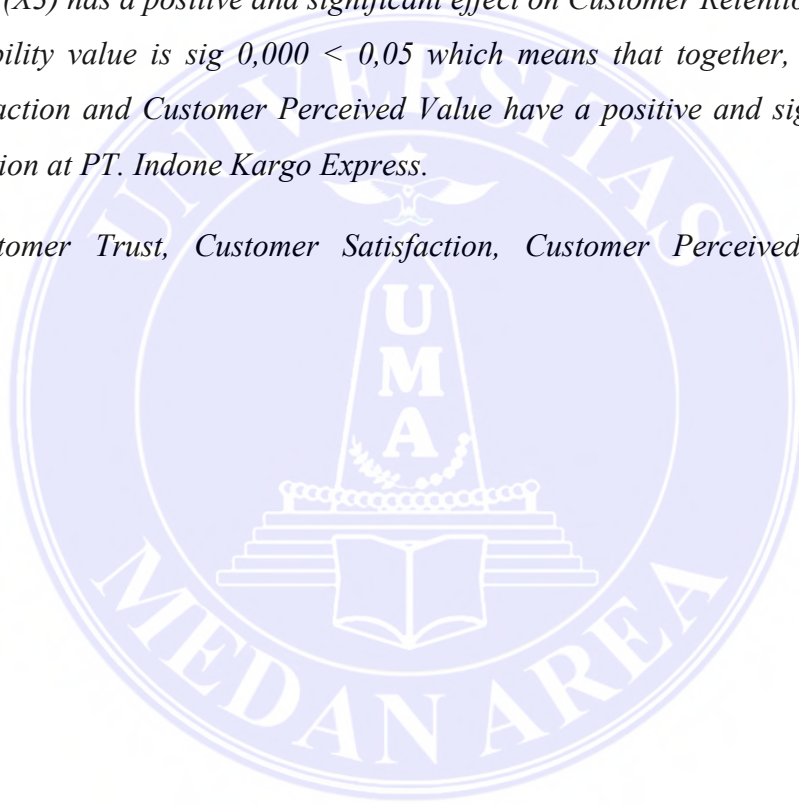 (X3) has a positive and significant effect on Customer Retentio
bility value is sig 0,000 < 0,05 which means that together,
action and Customer Perceived Value have a positive and sig
ion at PT. Indone Kargo Express.
tomer Trust, Customer Satisfaction, Customer Perceived
UNIVERSITAS
UMA
MEDAN AREA